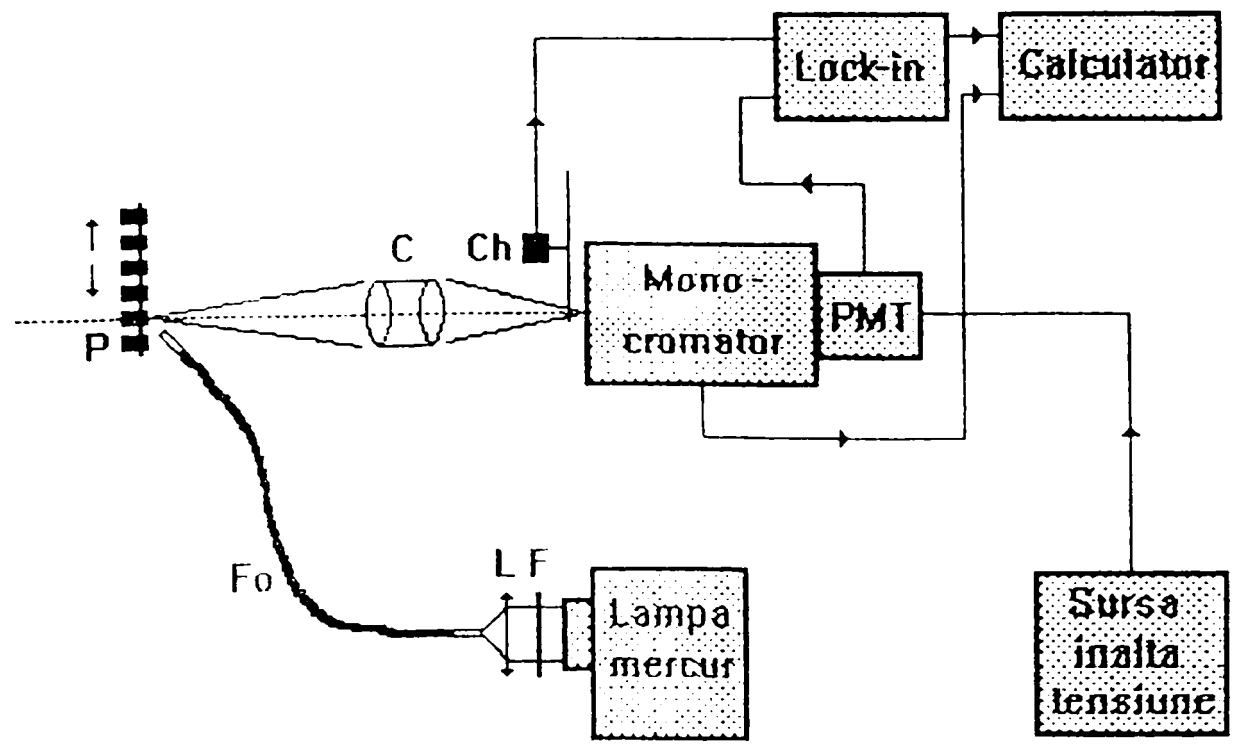 Lock-in
Calculator
C
Ch
Mono-
cromator
PMT
P
Fo
L F
Lampa
mercur
Sursa
inalta
tensiune